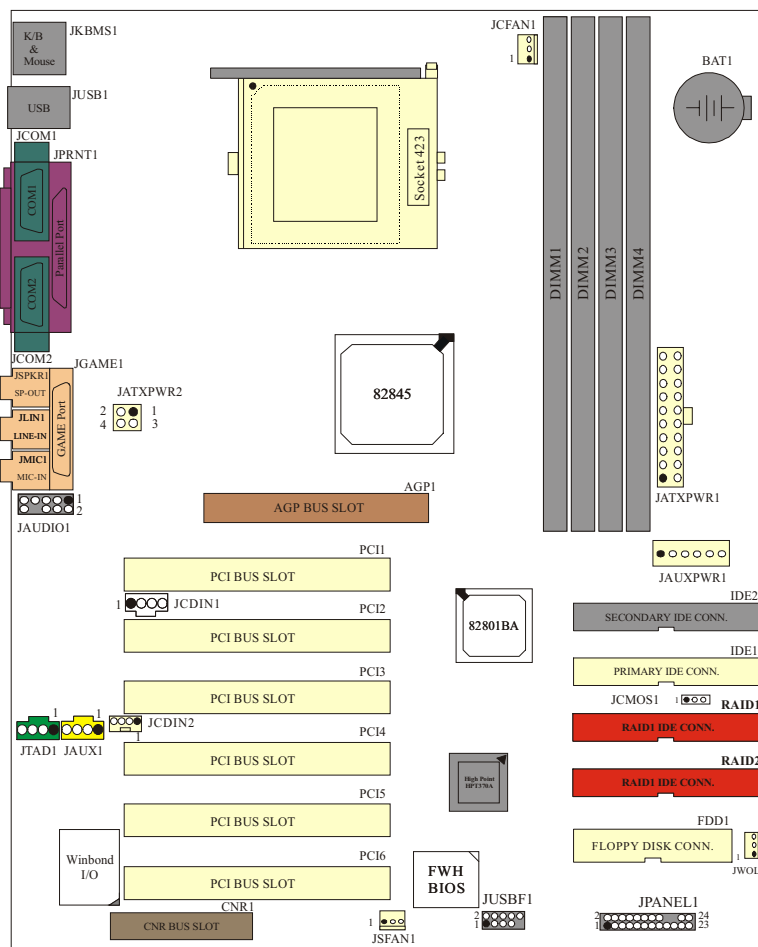 K/B
&
Mouse
JKBMS1
USB
JUSB1
JCOM1
JPRNT1
COM1
Parallel Port
COM2
JCOM2
JCFAN1
1
BAT1
Socket 423
DIMM1
DIMM2
DIMM3
DIMM4
82845
JGAME1
JSPKR1
SP-OUT
JLIN1
LINE-IN
JMIC1
MIC-IN
GAME Port
JATXPWR2
2 1
4 3
1
2
JAUDIO1
JATXPWR1
AGP1
AGP BUS SLOT
JAUXPWR1
PCI1
PCI BUS SLOT
1 JCDIN1
PCI2
PCI BUS SLOT
82801BA
IDE2
SECONDARY IDE CONN.
IDE1
PRIMARY IDE CONN.
PCI3
PCI BUS SLOT
JCMOS1 1
RAID1
RAID1 IDE CONN.
1
JTAD1
1
JAUX1
JCDIN2
1
PCI4
PCI BUS SLOT
RAID2
RAID1 IDE CONN.
High Point
HPT370A
PCI5
PCI BUS SLOT
FDD1
FLOPPY DISK CONN.
1
JWOL
Winbond
I/O
PCI6
PCI BUS SLOT
FWH
BIOS
CNR1
CNR BUS SLOT
1
JSFAN1
JUSBF1
2
1
JPANEL1
2 24
1 23